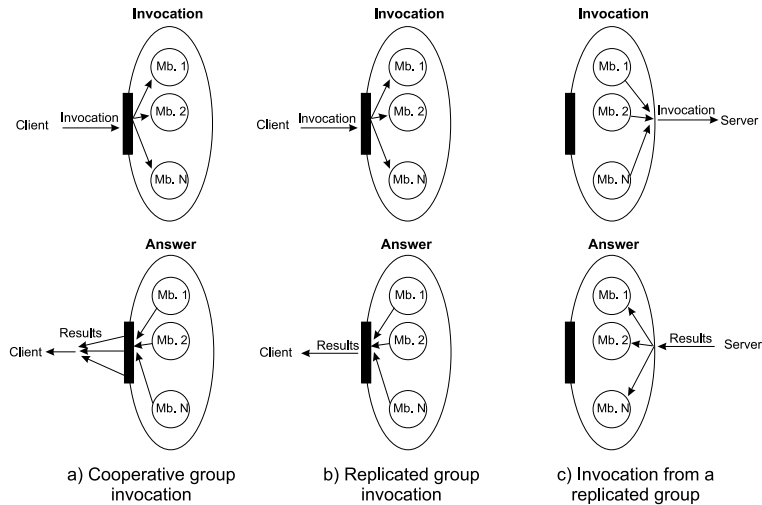 Invocation
Mb. 1
Mb. 2
Mb. N
Client
Invocation
Invocation
Mb. 1
Mb. 2
Mb. N
Client
Invocation
Invocation
Mb. 1
Mb. 2
Mb. N
Invocation
Server
Answer
Mb. 1
Mb. 2
Mb. N
Results
Client
Answer
Mb. 1
Mb. 2
Mb. N
Results
Client
Answer
Mb. 1
Mb. 2
Mb. N
Results
Server
a) Cooperative group
invocation
b) Replicated group
invocation
c) Invocation from a
replicated group